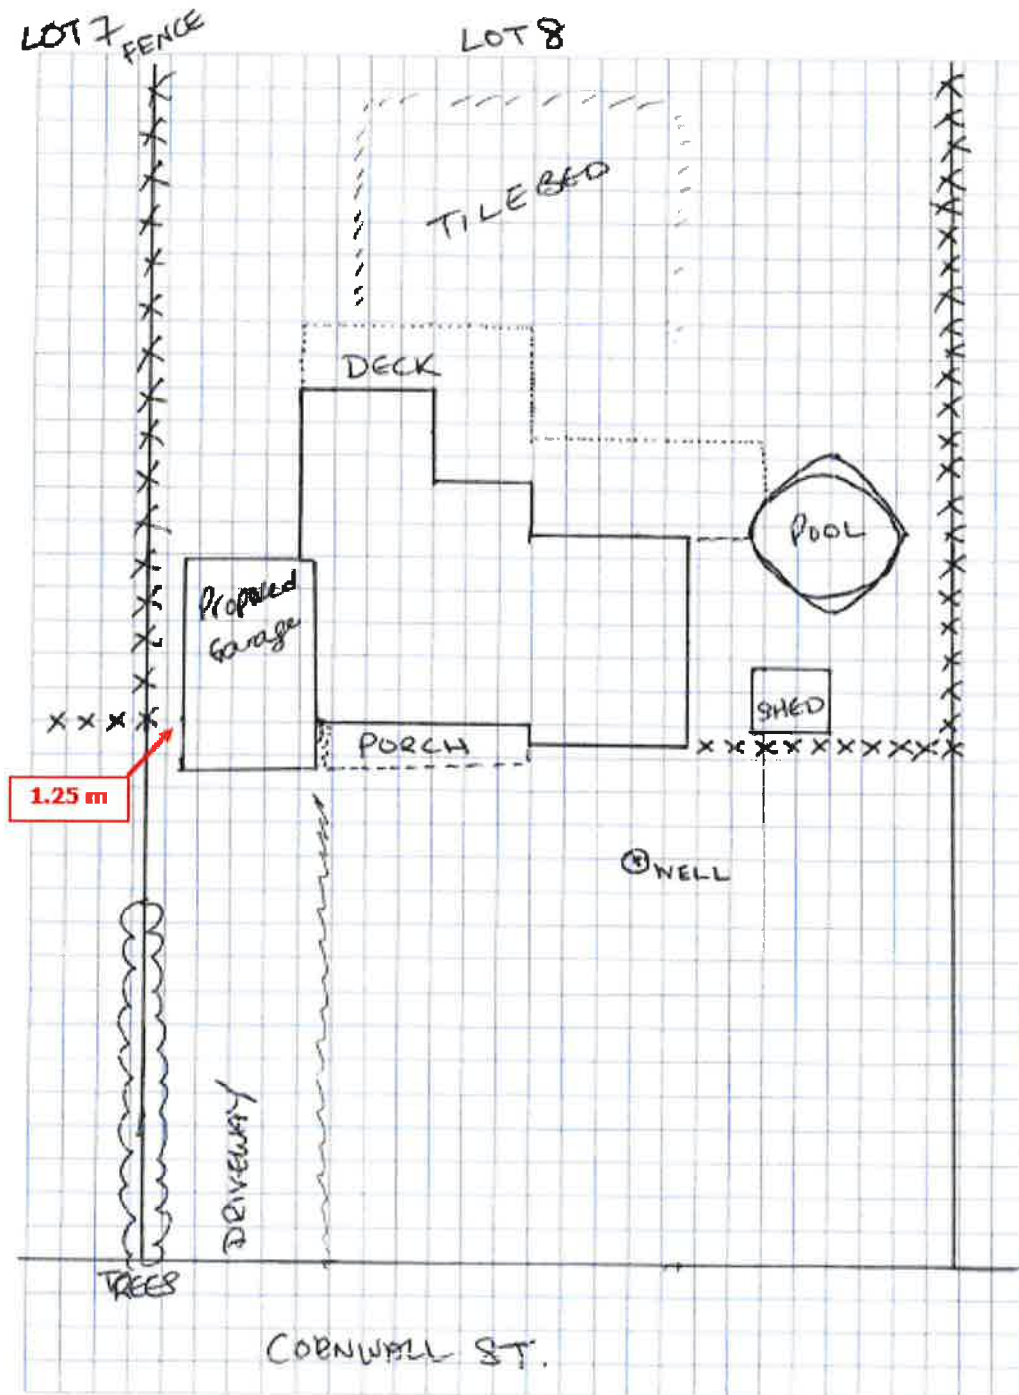 LOT 7
FENCE
LOT 8
TILE BED
DECK
POOL
Proposed
Garage
SHED
PORCH
1.25 m
WELL
DRIVEWAY
TREES
CORNWALL ST.